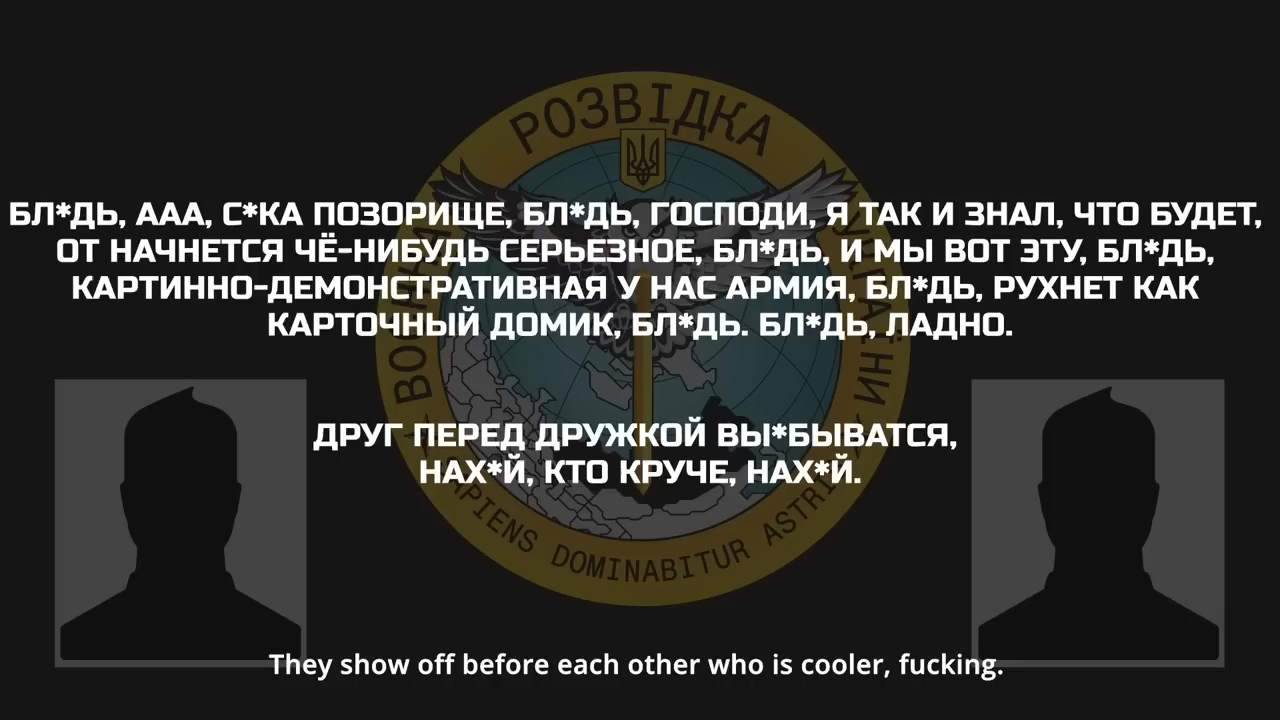 РОЗВІДКА
БЛ*ДЬ, ААА, С*КА ПОЗОРИЩЕ, БЛ*ДЬ, ГОСПОДИ, Я ТАК И ЗНАЛ, ЧТО БУДЕТ,
ОТ НАЧНЕТСЯ ЧЁ-НИБУДЬ СЕРЬЕЗНОЕ, БЛ*ДЬ, И МЫ ВОТ ЭТУ, БЛ*ДЬ,
КАРТИННО-ДЕМОНСТРАТИВНАЯ У НАС АРМИЯ, БЛ*ДЬ, РУХНЕТ КАК
КАРТОЧНЫЙ ДОМИК, БЛ*ДЬ. БЛ*ДЬ, ЛАДНО.
ДРУГ ПЕРЕД ДРУЖКОЙ ВЫ*БЫВАТСЯ,
НАХ*Й, КТО КРУЧЕ, НАХ*Й.
SAPIENS DOMINABITUR ASTRIS
They show off before each other who is cooler, fucking.